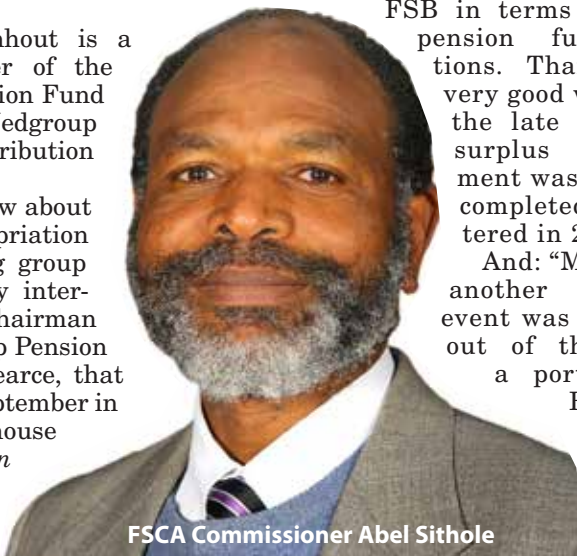 nhout is a
er of the
ion Fund
edgroup
ribution
w about
priation
g group
y inter-
hairman
p Pension
earce, that
ptember in
house
n
FSB in terms
pension fu
tions. Tha
very good
the late
surplus
ment was
completed
tered in 2
And: “M
another
event was
out of th
a por
FSCA Commissioner Abel Sithole